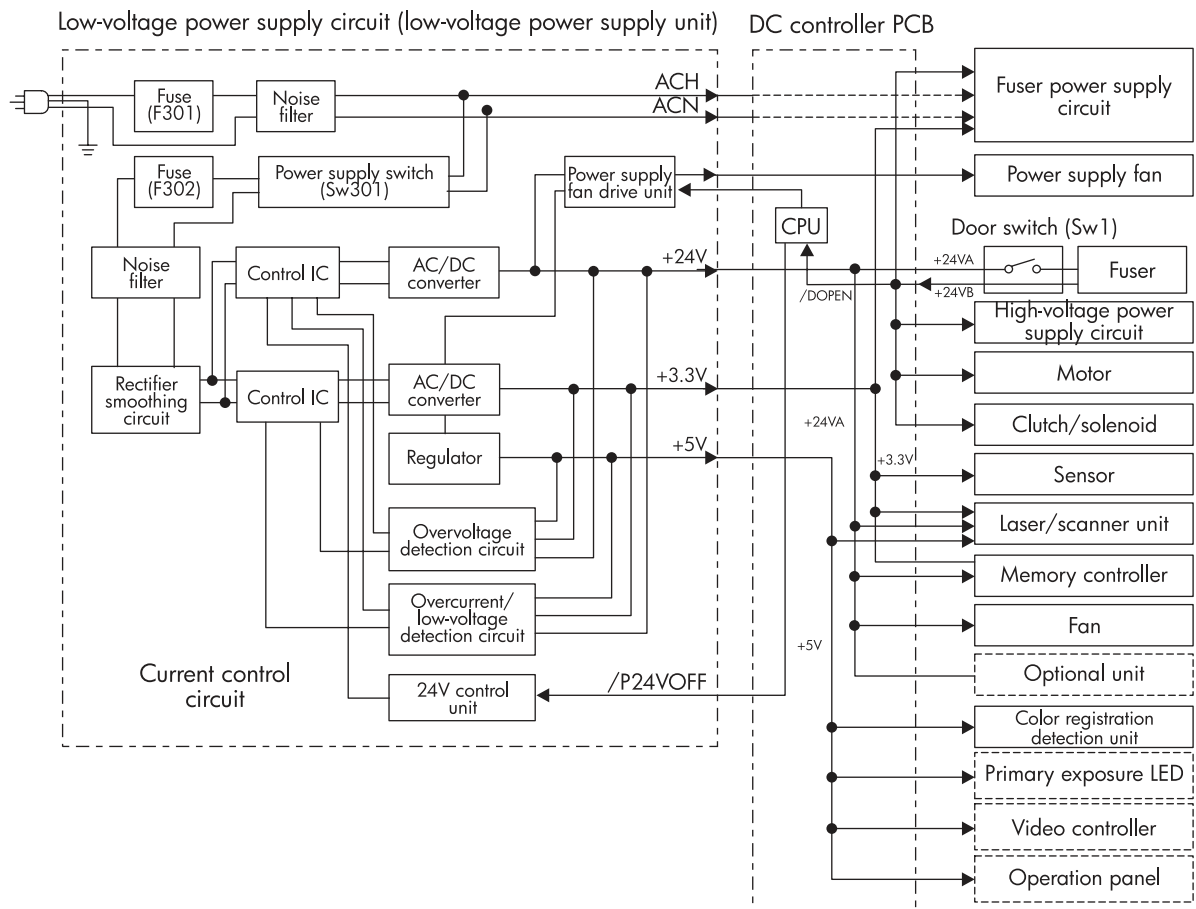 Low-voltage power supply circuit (low-voltage power supply unit)
DC controller PCB
Fuse
(F301)
Noise
filter
ACH
ACN
Fuser power supply
circuit
Fuse
(F302)
Power supply switch
(Sw301)
Power supply
fan drive unit
Power supply fan
CPU
Door switch (Sw1)
Noise
filter
Control IC
AC/DC
converter
+24V
+24VA
Fuser
/DOPEN
+24VB
High-voltage power
supply circuit
Rectifier
smoothing
circuit
Control IC
AC/DC
converter
+3.3V
Motor
+24VA
Clutch/solenoid
Regulator
+5V
+3.3V
Sensor
Overvoltage
detection circuit
Laser/scanner unit
Memory controller
Overcurrent/
low-voltage
detection circuit
Fan
+5V
Current control
circuit
24V control
unit
/P24VOFF
Optional unit
Color registration
detection unit
Primary exposure LED
Video controller
Operation panel